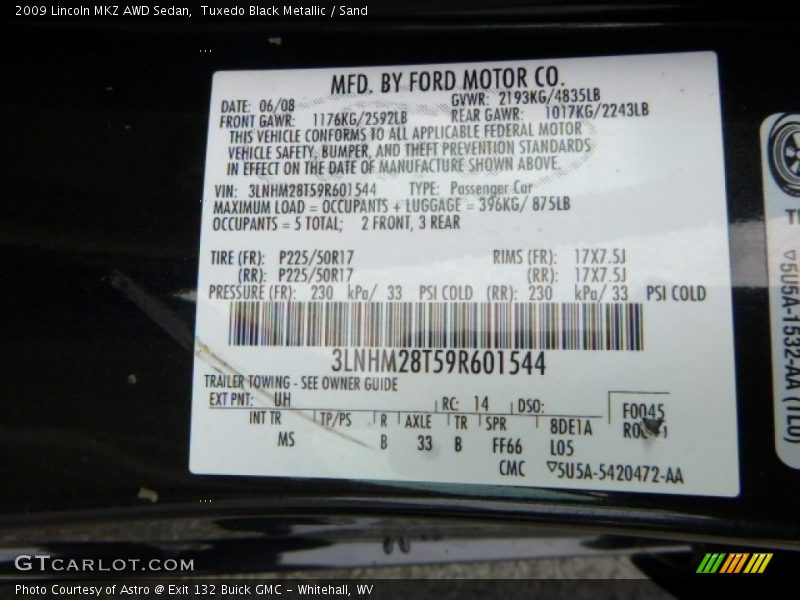 2009 Lincoln MKZ AWD Sedan,  Tuxedo Black Metallic / Sand
MFD. BY FORD MOTOR CO.
DATE: 06/08 GVWR: 2193KG/4835LB
FRONT GAWR: 1176KG/2592LB REAR GAWR: 1017KG/2243LB
THIS VEHICLE CONFORMS TO ALL APPLICABLE FEDERAL MOTOR
VEHICLE SAFETY, BUMPER, AND THEFT PREVENTION STANDARDS
IN EFFECT ON THE DATE OF MANUFACTURE SHOWN ABOVE.
VIN: 3LNHM28T59R601544 TYPE: Passenger Car
MAXIMUM LOAD = OCCUPANTS + LUGGAGE = 396KG/ 875LB
OCCUPANTS = 5 TOTAL; 2 FRONT, 3 REAR
TIRE (FR): P225/50R17 RIMS (FR): 17X7.5J
(RR): P225/50R17 (RR): 17X7.5J
PRESSURE (FR): 230 kPa/ 33 PSI COLD (RR): 230 kPa/ 33 PSI COLD
3LNHM28T59R601544
TRAILER TOWING - SEE OWNER GUIDE
EXT PNT: UH RC: 14 DSO: F0045
INT TR TP/PS R AXLE TR SPR 8DE1A
MS B 33 B FF66 L05
CMC ▽5U5A-5420472-AA
▽5U5A-1532-AA (TL0)
GTCARLOT.COM
Photo Courtesy of Astro @ Exit 132 Buick GMC - Whitehall, WV